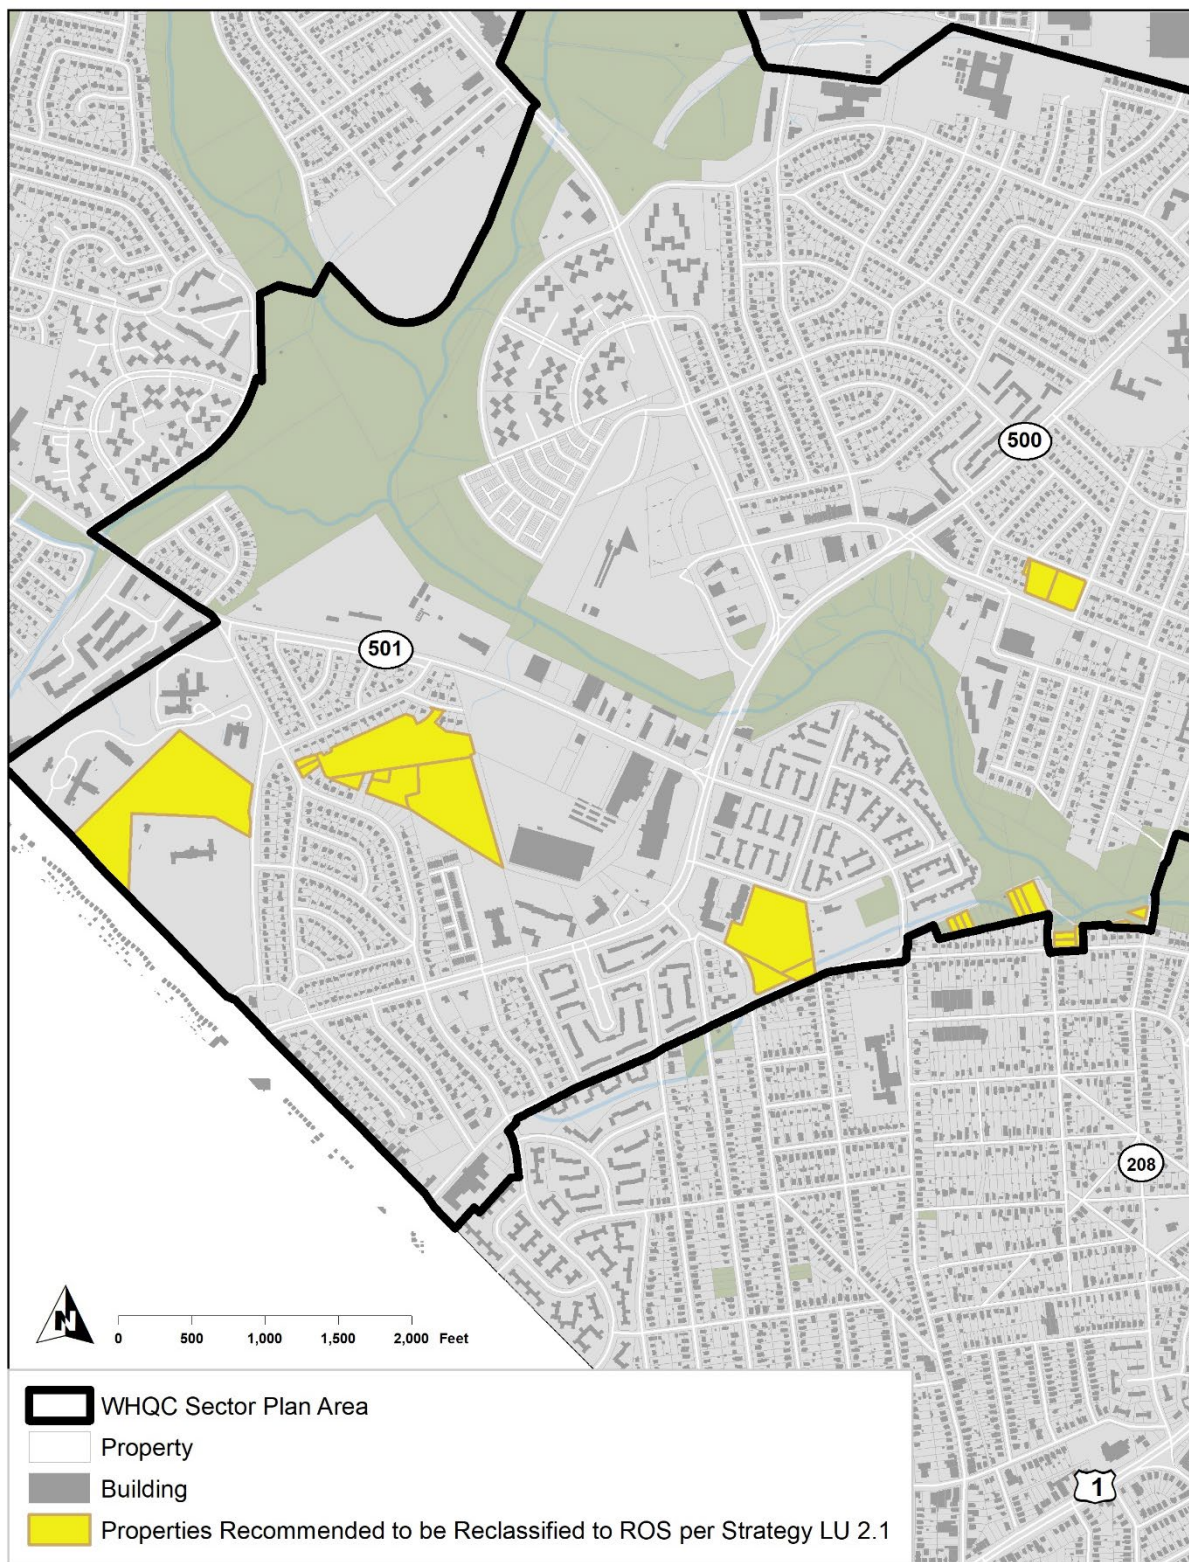 500
501
208
N
0 500 1,000 1,500 2,000 Feet
WHQC Sector Plan Area
Property
Building
Properties Recommended to be Reclassified to ROS per Strategy LU 2.1
1